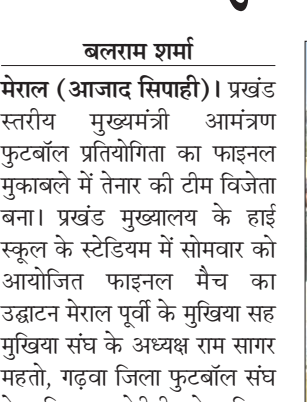 बलराम शर्मा
मेराल (आजाद सिपाही)। प्रखंड
स्तरीय मुख्यमंत्री आमंत्रण
फुटबॉल प्रतियोगिता का फाइनल
मुकाबले में तेनार की टीम विजेता
बना। प्रखंड मुख्यालय के हाई
स्कूल के स्टेडियम में सोमवार को
आयोजित फाइनल मैच का
उद्घाटन मेराल पूर्वी के मुखिया सह
मुखिया संघ के अध्यक्ष राम सागर
महतो, गढ़वा जिला फुटबॉल संघ